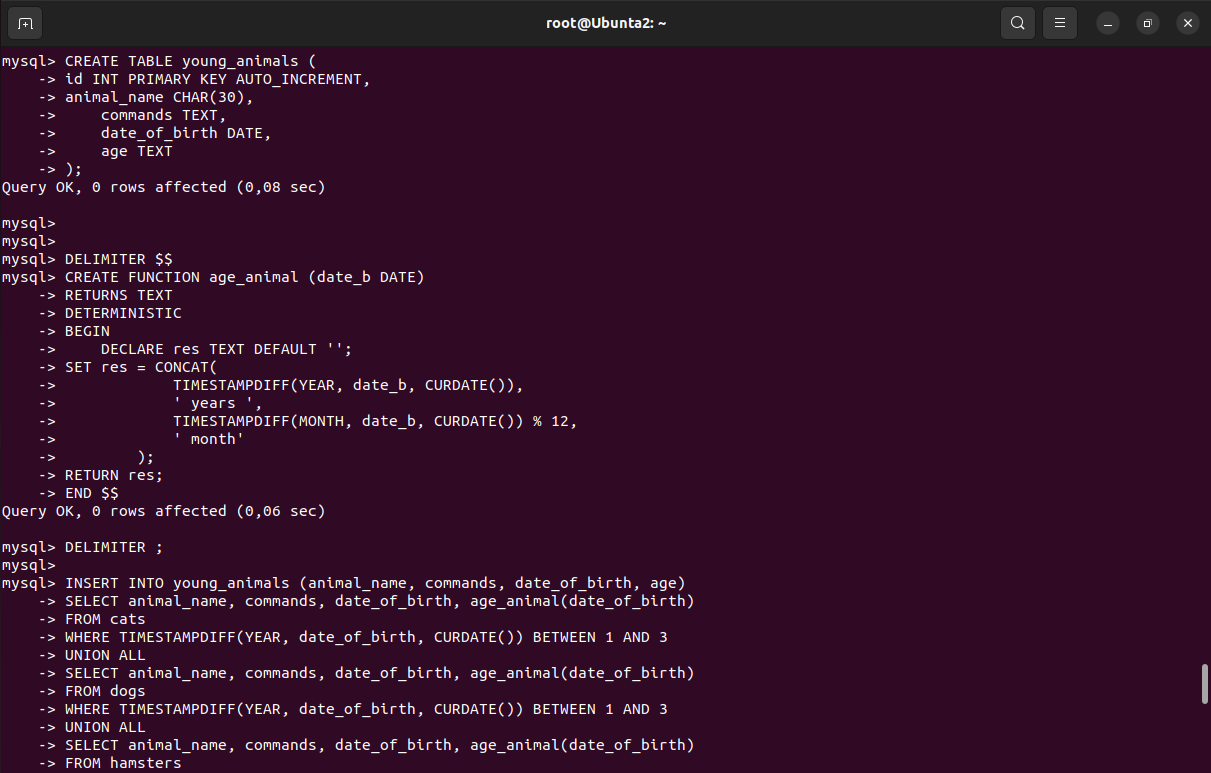 root@Ubunta2: ~
mysql> CREATE TABLE young_animals (
    -> id INT PRIMARY KEY AUTO_INCREMENT,
    -> animal_name CHAR(30),
    ->     commands TEXT,
    ->     date_of_birth DATE,
    ->     age TEXT
    -> );
Query OK, 0 rows affected (0,08 sec)
mysql>
mysql>
mysql> DELIMITER $$
mysql> CREATE FUNCTION age_animal (date_b DATE)
    -> RETURNS TEXT
    -> DETERMINISTIC
    -> BEGIN
    ->     DECLARE res TEXT DEFAULT '';
    -> SET res = CONCAT(
    ->             TIMESTAMPDIFF(YEAR, date_b, CURDATE()),
    ->             ' years ',
    ->             TIMESTAMPDIFF(MONTH, date_b, CURDATE()) % 12,
    ->             ' month'
    ->         );
    -> RETURN res;
    -> END $$
Query OK, 0 rows affected (0,06 sec)
mysql> DELIMITER ;
mysql>
mysql> INSERT INTO young_animals (animal_name, commands, date_of_birth, age)
    -> SELECT animal_name, commands, date_of_birth, age_animal(date_of_birth)
    -> FROM cats
    -> WHERE TIMESTAMPDIFF(YEAR, date_of_birth, CURDATE()) BETWEEN 1 AND 3
    -> UNION ALL
    -> SELECT animal_name, commands, date_of_birth, age_animal(date_of_birth)
    -> FROM dogs
    -> WHERE TIMESTAMPDIFF(YEAR, date_of_birth, CURDATE()) BETWEEN 1 AND 3
    -> UNION ALL
    -> SELECT animal_name, commands, date_of_birth, age_animal(date_of_birth)
    -> FROM hamsters